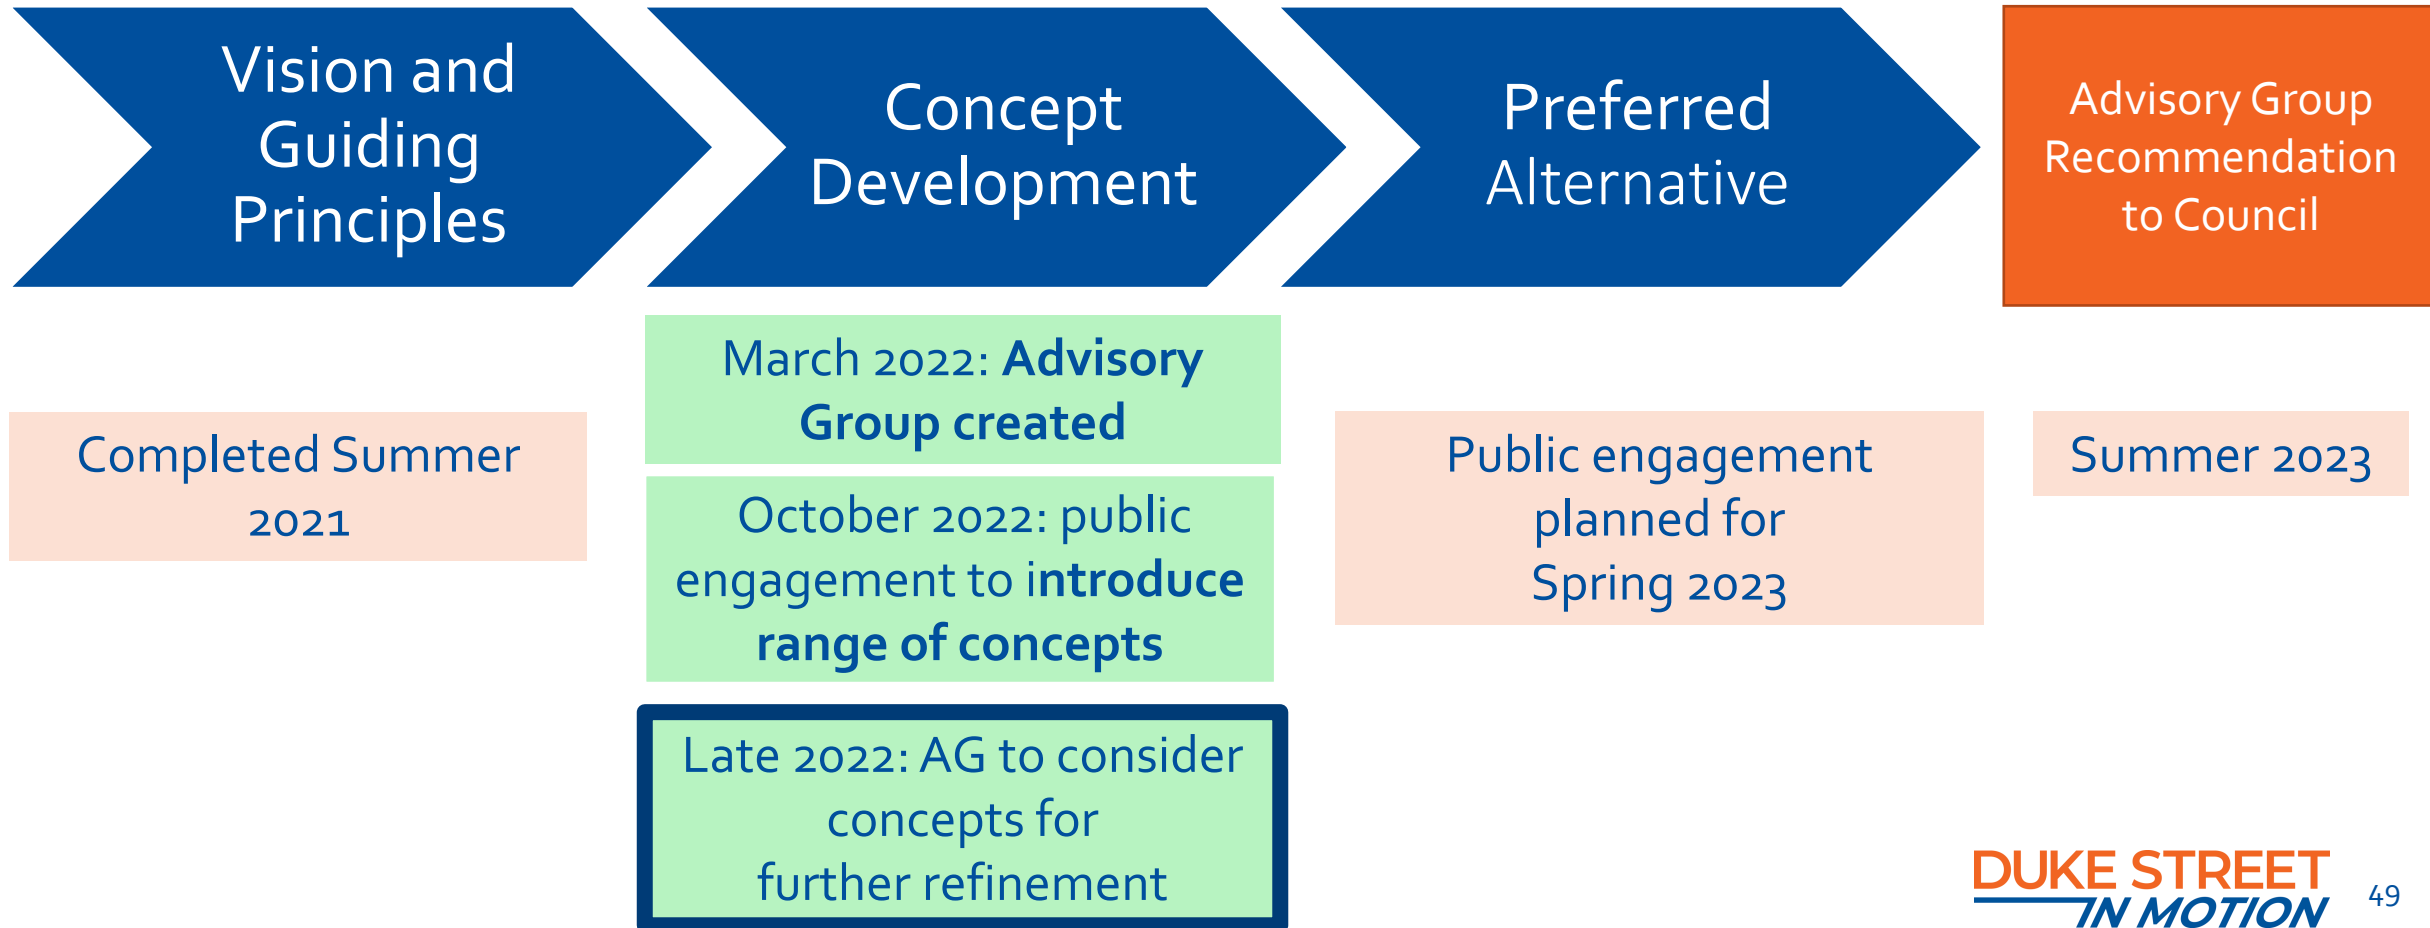 Vision and
Guiding
Principles
Concept
Development
Preferred
Alternative
Advisory Group
Recommendation
to Council
Completed Summer
2021
March 2022: Advisory
Group created
October 2022: public
engagement to introduce
range of concepts
Late 2022: AG to consider
concepts for
further refinement
Public engagement
planned for
Spring 2023
Summer 2023
DUKE STREET
IN MOTION
49